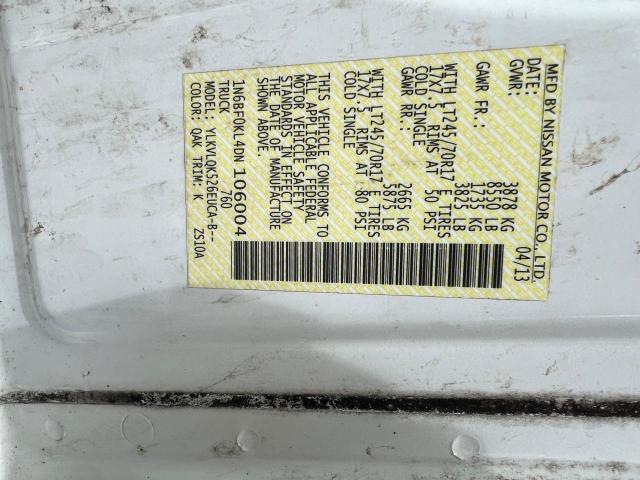 MFD BY NISSAN MOTOR CO., LTD.
DATE: 04/13
GVWR: 3878 KG
8550 LB
GAWR FR.: 1735 KG
3825 LB
WITH LT245/70R17 E TIRES
17X7.5 RIMS AT 50 PSI
COLD SINGLE
GAWR RR.: 2665 KG
5875 LB
WITH LT245/70R17 E TIRES
17X7.5 RIMS AT 80 PSI
COLD SINGLE
THIS VEHICLE CONFORMS TO
ALL APPLICABLE FEDERAL
MOTOR VEHICLE SAFETY
STANDARDS IN EFFECT ON
THE DATE OF MANUFACTURE
SHOWN ABOVE.
1N6BF0KL4DN 106004
TRUCK 760
MODEL YLKVLQK526EUCA-B--
COLOR: QAK TRIM: K ZS10A